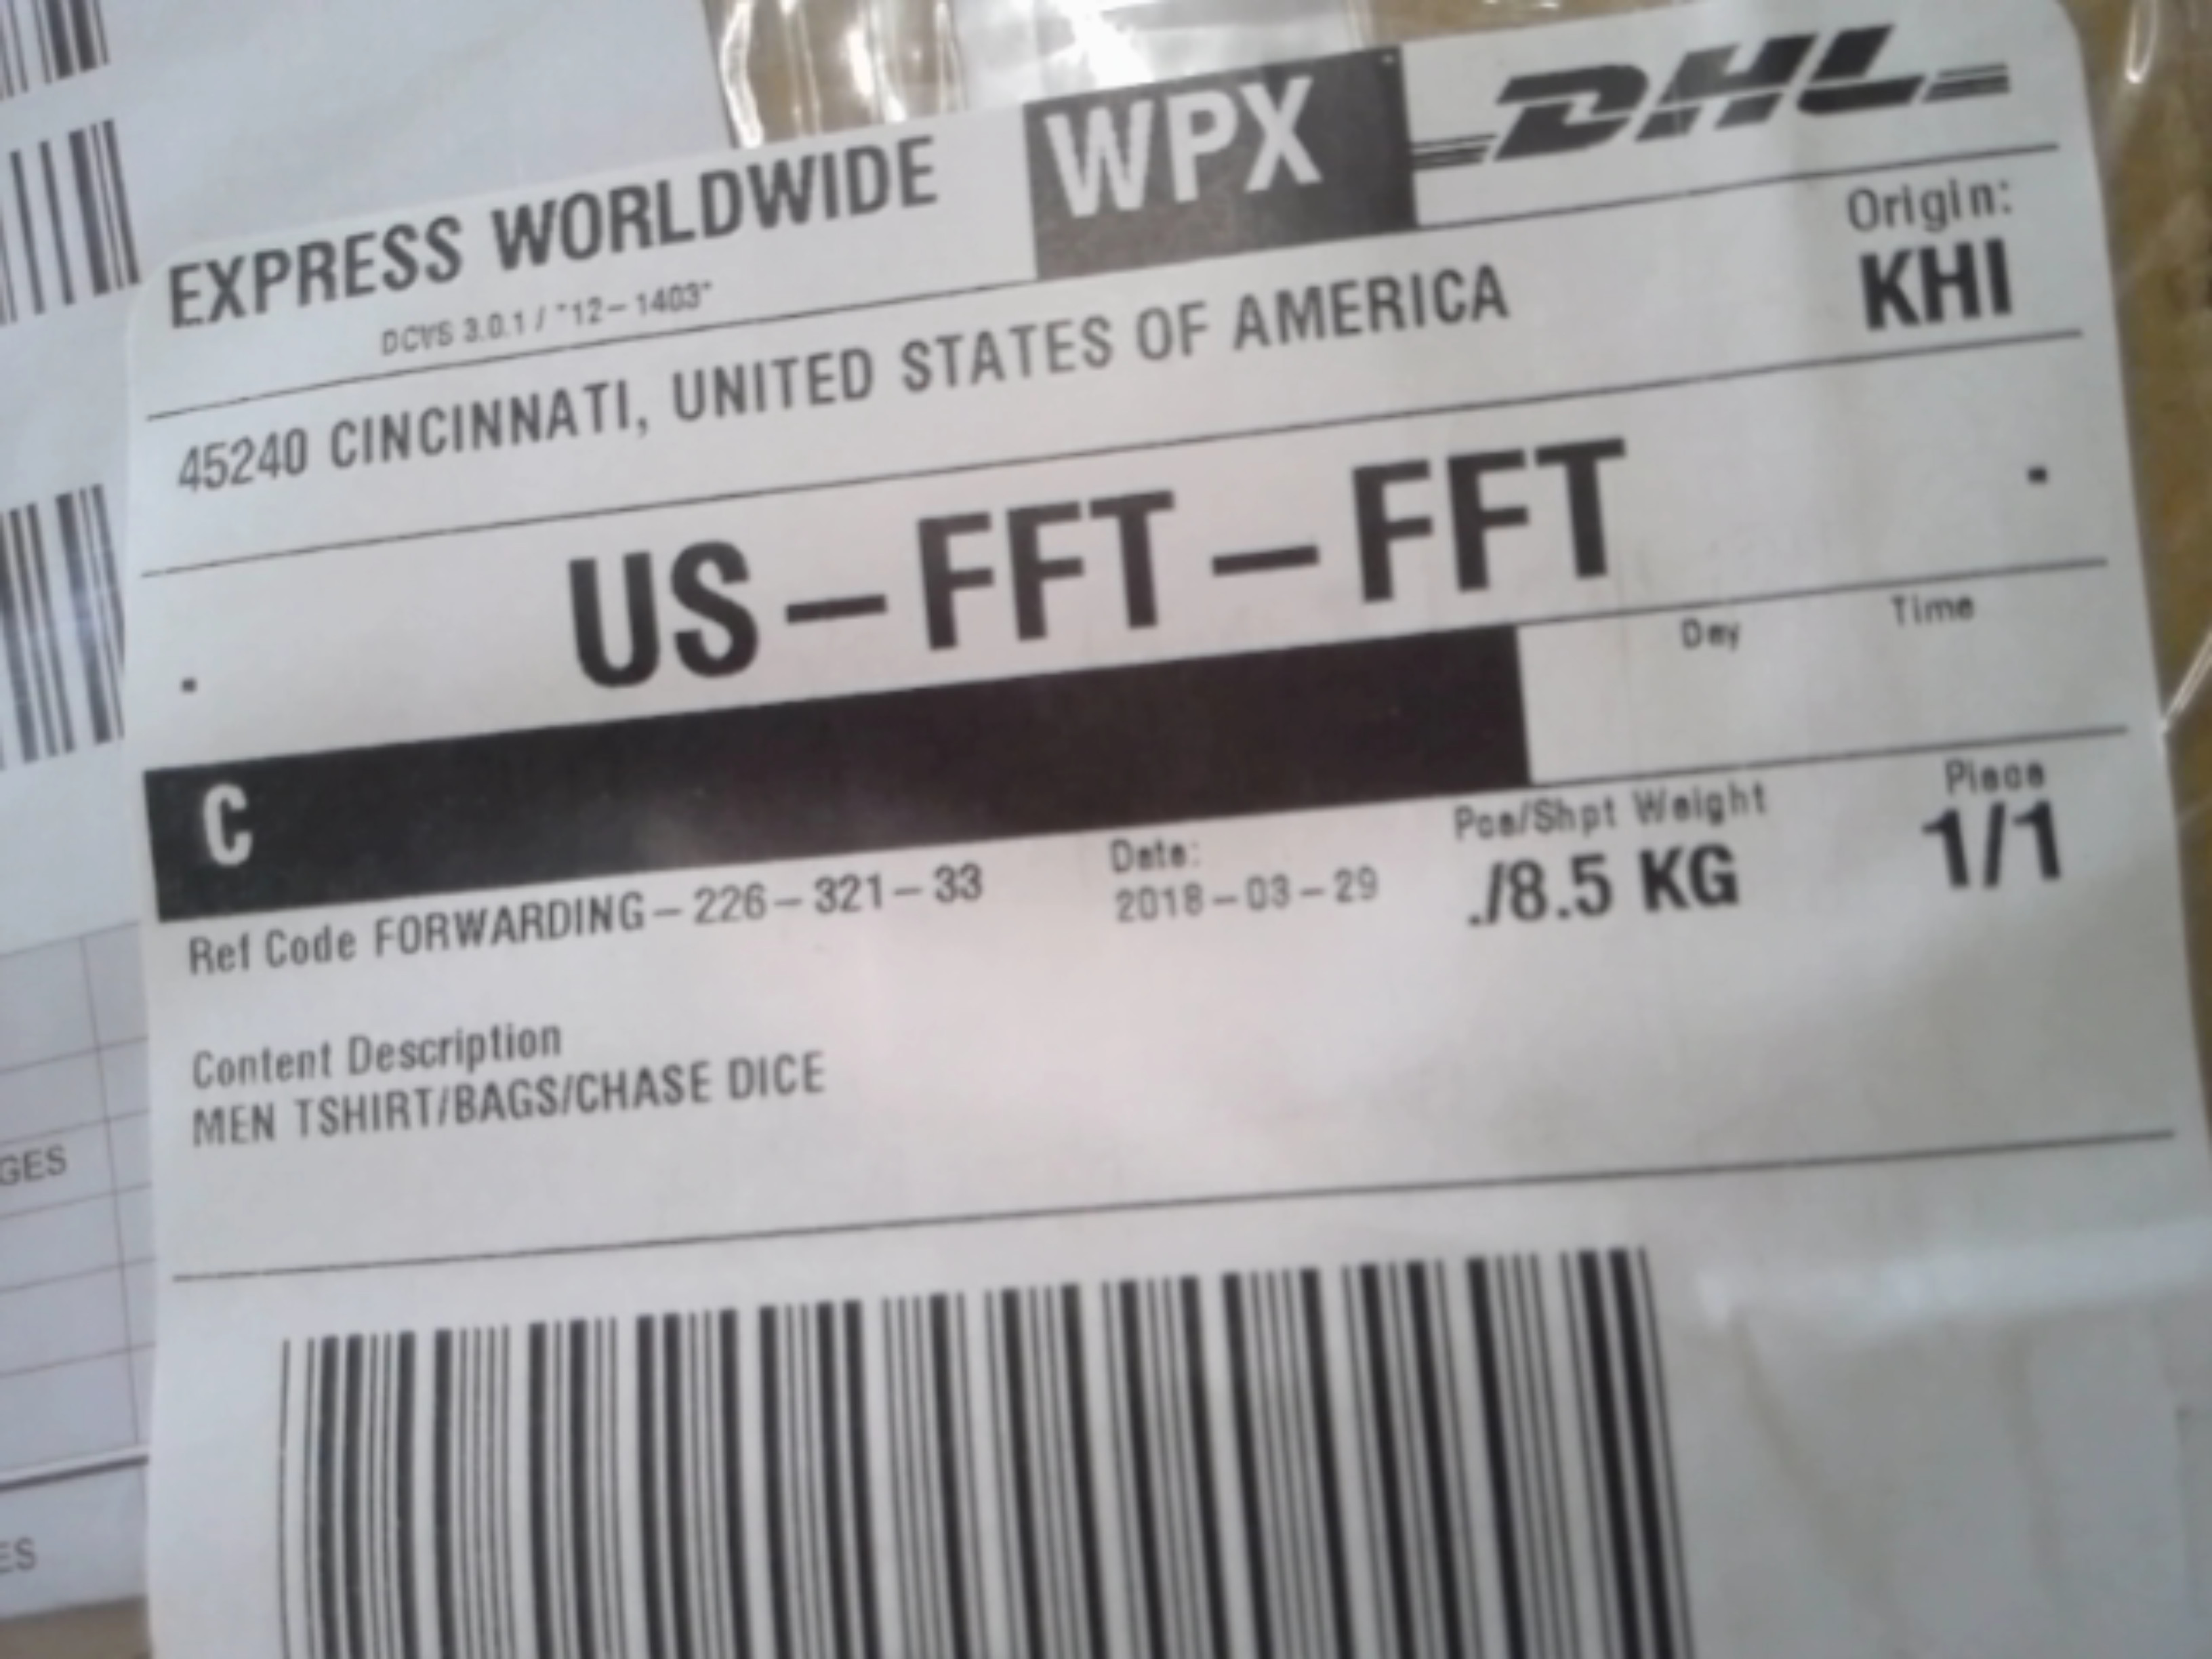 EXPRESS WORLDWIDE
WPX
DHL
DCVS 3.0.1 / "12-1403"
Origin:
KHI
45240 CINCINNATI, UNITED STATES OF AMERICA
US-FFT-FFT
Day Time
C
Ref Code FORWARDING-226-321-33
Date:
2018-03-29
Pce/Shpt Weight
./8.5 KG
Piece
1/1
Content Description
MEN TSHIRT/BAGS/CHASE DICE
GES
ES